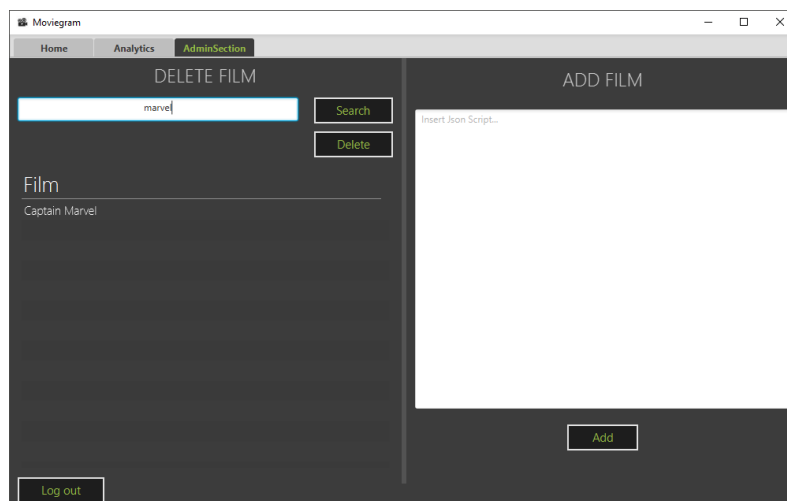 Moviegram
Home Analytics AdminSection
DELETE FILM
marvel
Search
Delete
Film
Captain Marvel
Log out
ADD FILM
Insert Json Script...
Add